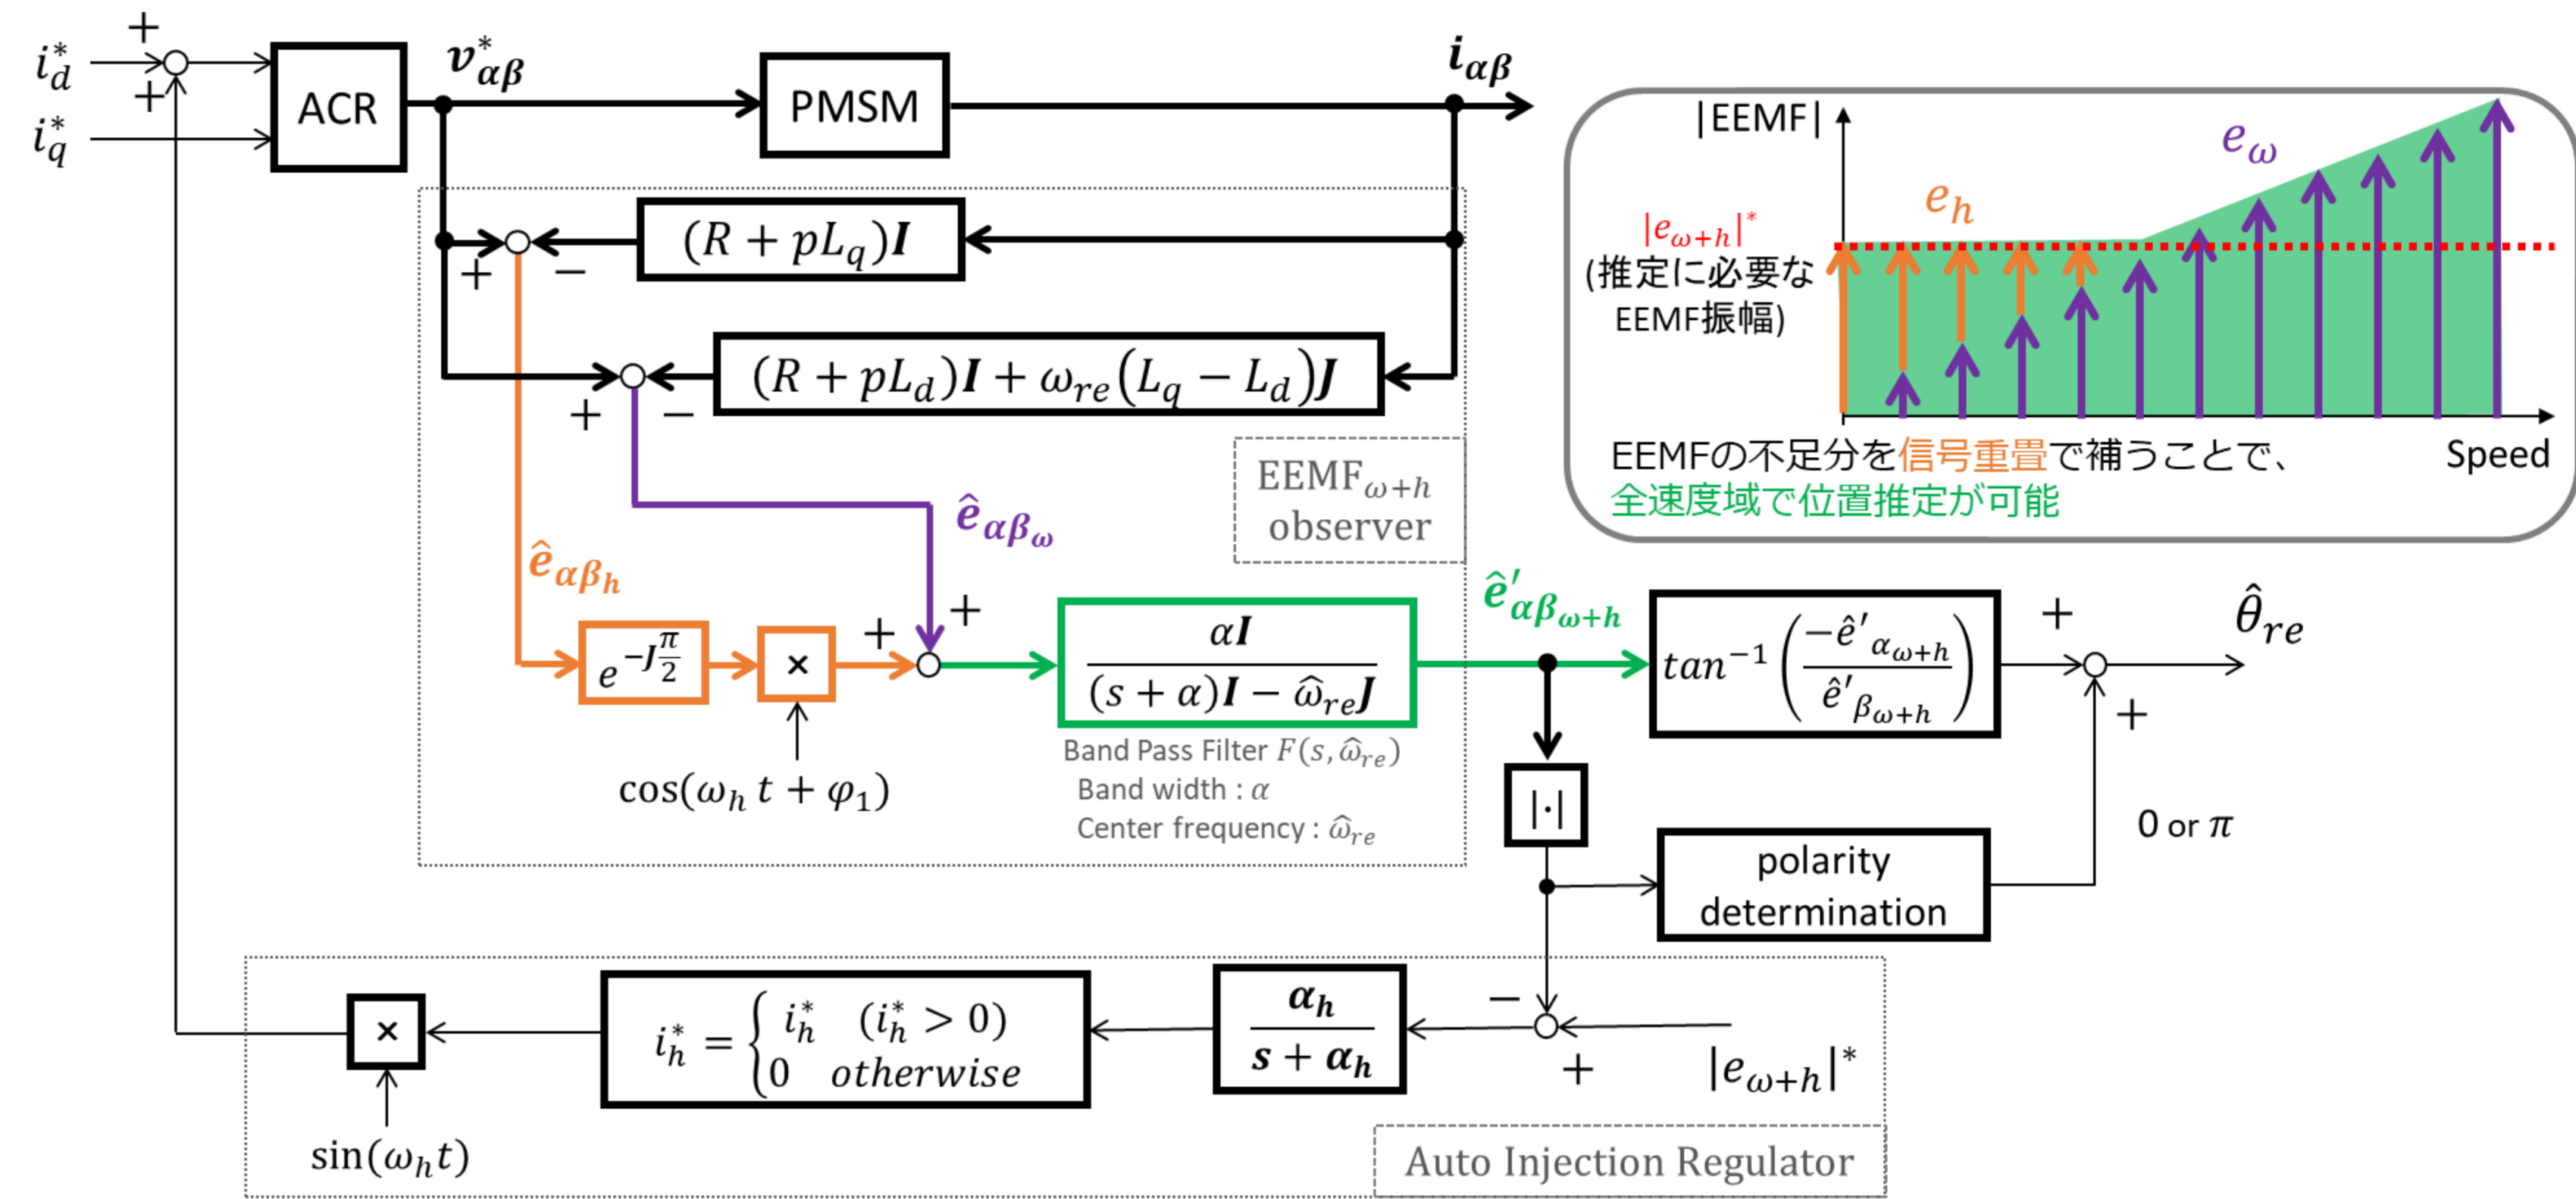 +
i*d
+
i*q
ACR
v*αβ
PMSM
iαβ
(R + pLq)I
+
−
(R + pLd)I + ωre(Lq − Ld)J
+
−
EEMFω+h
observer
êαβω
êαβh
e^(−Jπ/2)
×
+
+
cos(ωh t + φ1)
αI
(s + α)I − ω̂reJ
Band Pass Filter F(s, ω̂re)
Band width : α
Center frequency : ω̂re
ê′αβω+h
tan⁻¹(−ê′αω+h / ê′βω+h)
+
θ̂re
+
|·|
0 or π
polarity
determination
−
+
|eω+h|*
αh
s + αh
i*h = { i*h (i*h > 0)
0 otherwise
×
sin(ωht)
Auto Injection Regulator
|EEMF|
eω
eh
|eω+h|*
(推定に必要な
EEMF振幅)
Speed
EEMFの不足分を信号重畳で補うことで、
全速度域で位置推定が可能